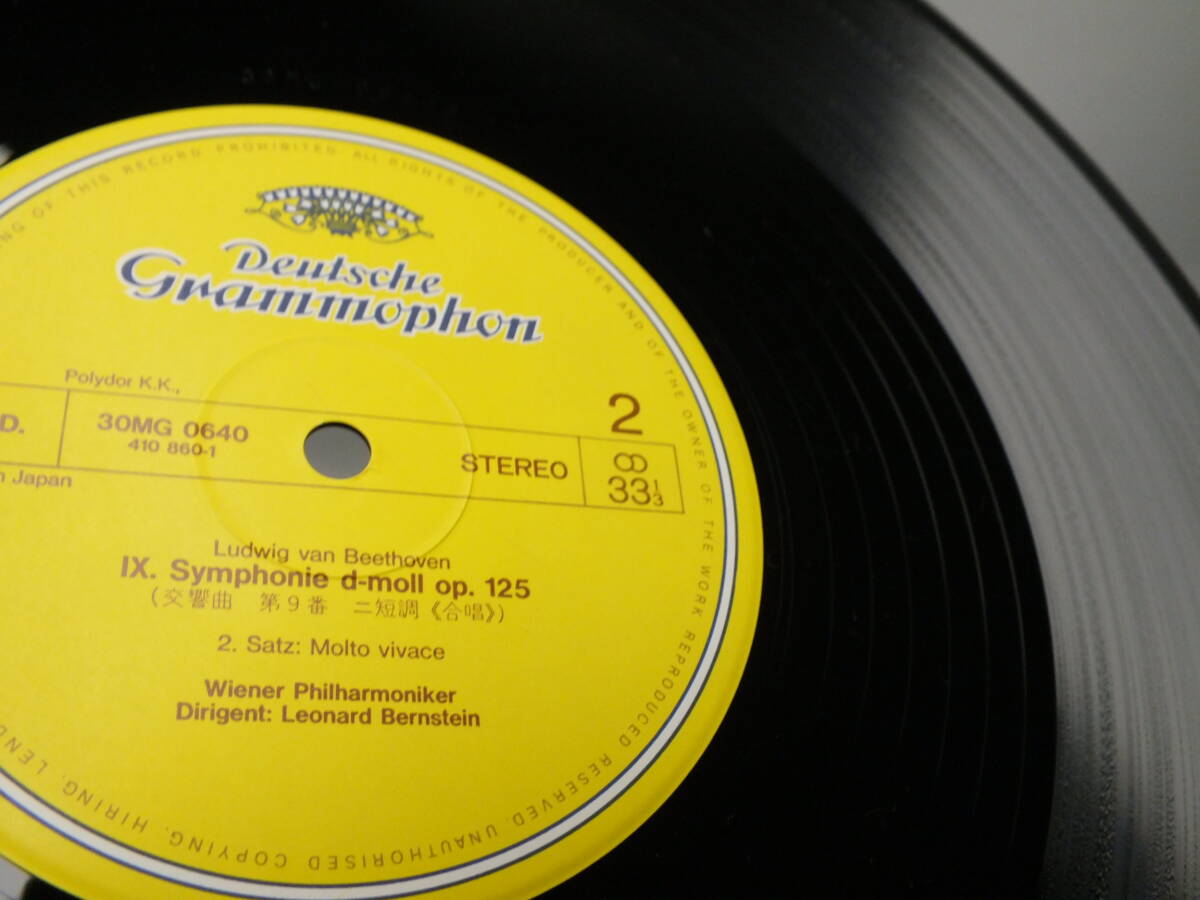 Deutsche
Grammophon
Polydor K.K.,
D.
30MG 0640
410 860-1
STEREO
2
33 1/3
Japan
Ludwig van Beethoven
IX. Symphonie d-moll op. 125
(交響曲 第9番 ニ短調《合唱》)
2. Satz: Molto vivace
Wiener Philharmoniker
Dirigent: Leonard Bernstein
OF THIS RECORD PROHIBITED ALL RIGHTS OF THE PRODUCER AND OF THE OWNER OF THE WORK REPRODUCED RESERVED. UNAUTHORISED COPYING, HIRING,